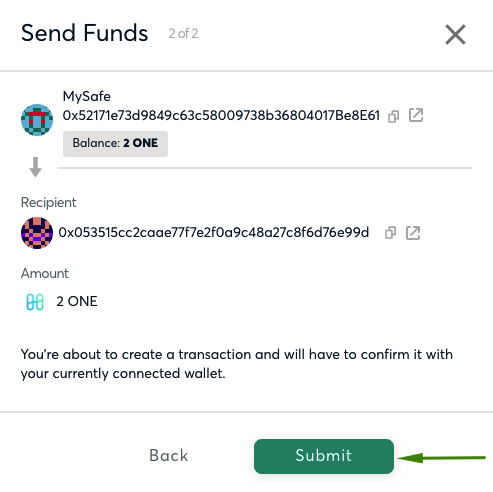 Send Funds 2 of 2
MySafe
0x52171e73d9849c63c58009738b36804017Be8E61
Balance: 2 ONE
Recipient
0x053515cc2caae77f7e2f0a9c48a27c8f6d76e99d
Amount
2 ONE
You're about to create a transaction and will have to confirm it with
your currently connected wallet.
Back Submit